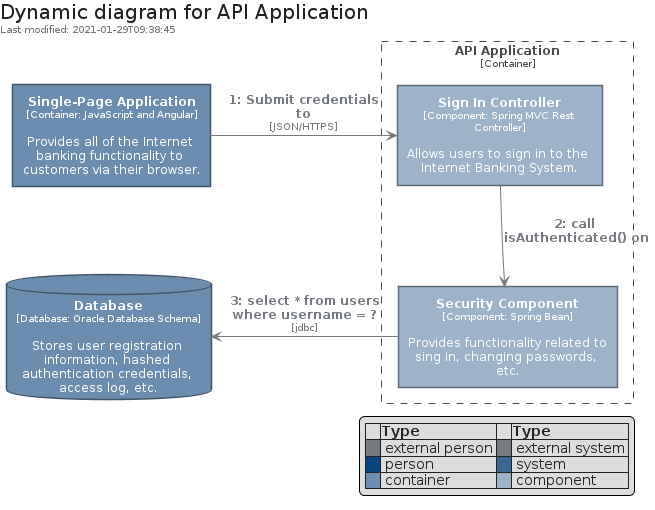 Dynamic diagram for API Application
Last modified: 2021-01-29T09:38:45
API Application
[Container]
Single-Page Application
[Container: JavaScript and Angular]
Provides all of the Internet
banking functionality to
customers via their browser.
1: Submit credentials
to
[JSON/HTTPS]
Sign In Controller
[Component: Spring MVC Rest
Controller]
Allows users to sign in to the
Internet Banking System.
2: call
isAuthenticated() on
Database
[Database: Oracle Database Schema]
Stores user registration
information, hashed
authentication credentials,
access log, etc.
3: select * from users
where username = ?
[jdbc]
Security Component
[Component: Spring Bean]
Provides functionality related to
sing in, changing passwords,
etc.
Type Type
external person external system
person system
container component